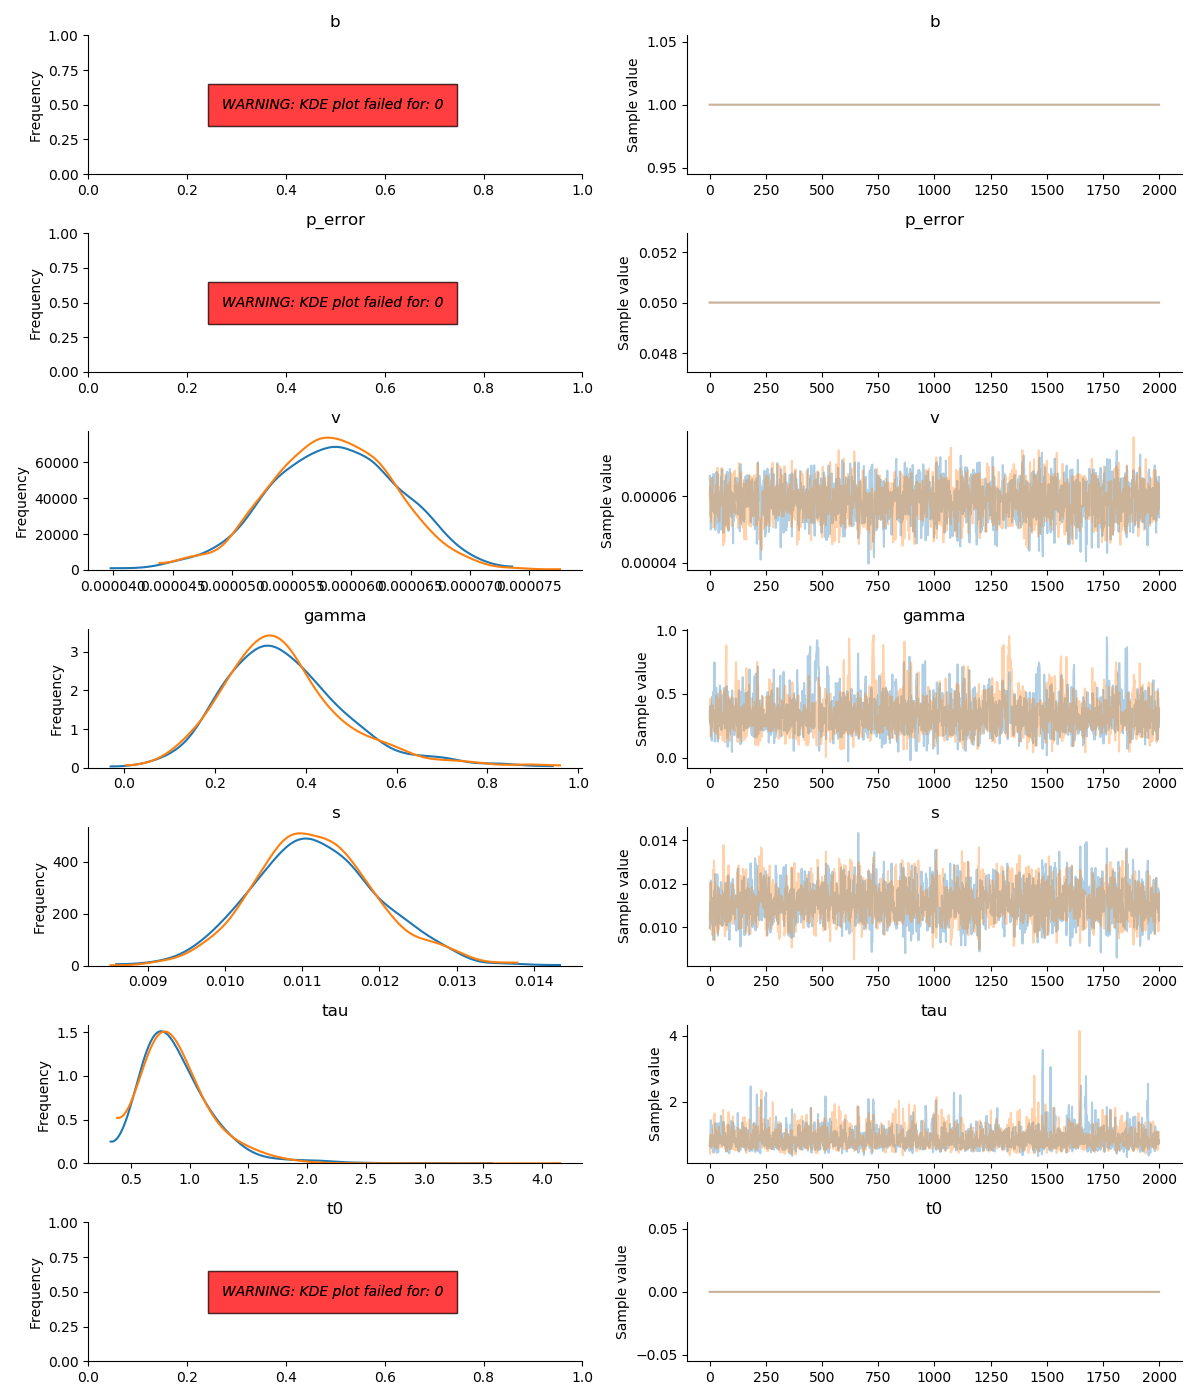 b
1.00
0.75
0.50
0.25
0.00
Frequency
WARNING: KDE plot failed for: 0
0.0 0.2 0.4 0.6 0.8 1.0
b
1.05
1.00
0.95
Sample value
0 250 500 750 1000 1250 1500 1750 2000
p_error
1.00
0.75
0.50
0.25
0.00
Frequency
WARNING: KDE plot failed for: 0
0.0 0.2 0.4 0.6 0.8 1.0
p_error
0.052
0.050
0.048
Sample value
0 250 500 750 1000 1250 1500 1750 2000
v
60000
40000
20000
0
Frequency
0.000040 0.000045 0.000050 0.000055 0.000060 0.000065 0.000070 0.000075
v
0.00006
0.00004
Sample value
0 250 500 750 1000 1250 1500 1750 2000
gamma
3
2
1
0
Frequency
0.0 0.2 0.4 0.6 0.8 1.0
gamma
1.0
0.5
0.0
Sample value
0 250 500 750 1000 1250 1500 1750 2000
s
400
200
0
Frequency
0.009 0.010 0.011 0.012 0.013 0.014
s
0.014
0.012
0.010
Sample value
0 250 500 750 1000 1250 1500 1750 2000
tau
1.5
1.0
0.5
0.0
Frequency
0.5 1.0 1.5 2.0 2.5 3.0 3.5 4.0
tau
4
2
Sample value
0 250 500 750 1000 1250 1500 1750 2000
t0
1.00
0.75
0.50
0.25
0.00
Frequency
WARNING: KDE plot failed for: 0
0.0 0.2 0.4 0.6 0.8 1.0
t0
0.05
0.00
−0.05
Sample value
0 250 500 750 1000 1250 1500 1750 2000